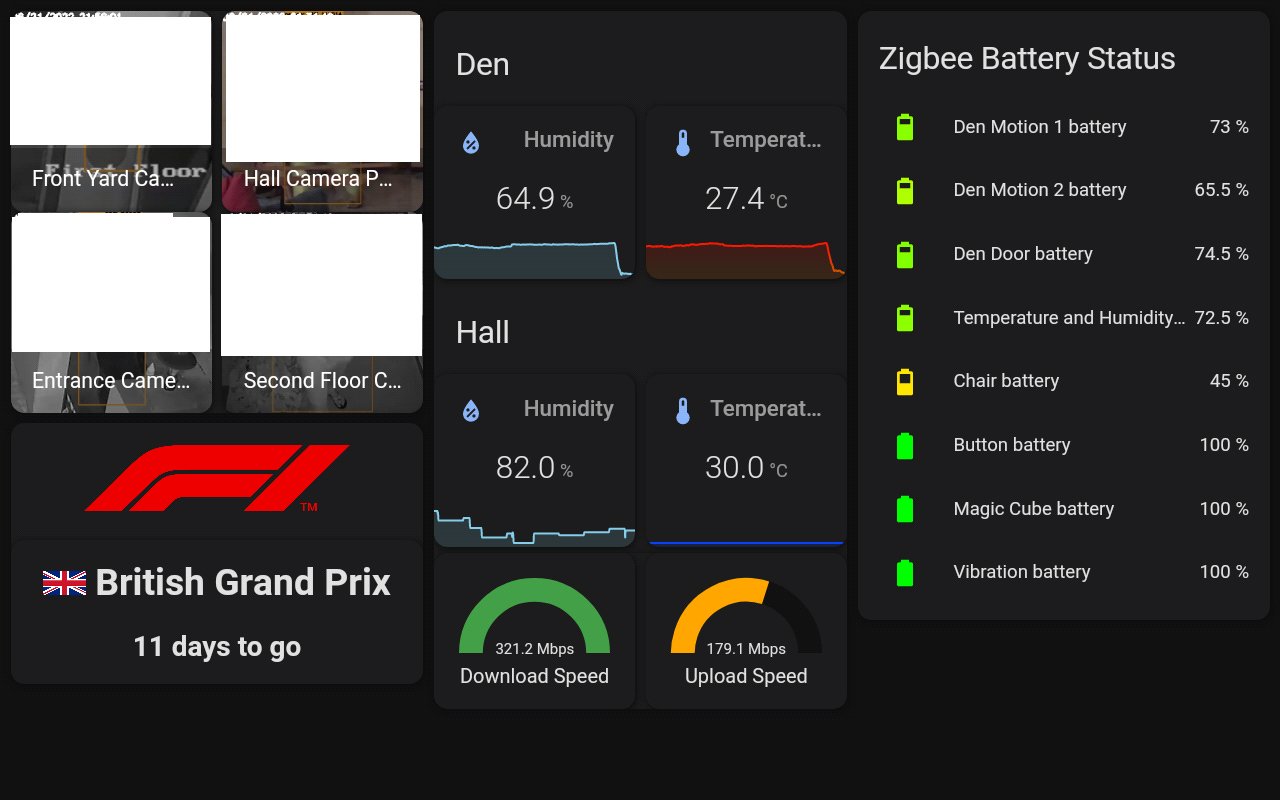 First Floor
Front Yard Ca...
Hall Camera P...
Entrance Came...
Second Floor C...
F1
TM
British Grand Prix
11 days to go
Den
Humidity
Temperat...
64.9 %
27.4 °C
Hall
Humidity
Temperat...
82.0 %
30.0 °C
321.2 Mbps
Download Speed
179.1 Mbps
Upload Speed
Zigbee Battery Status
Den Motion 1 battery 73 %
Den Motion 2 battery 65.5 %
Den Door battery 74.5 %
Temperature and Humidity... 72.5 %
Chair battery 45 %
Button battery 100 %
Magic Cube battery 100 %
Vibration battery 100 %